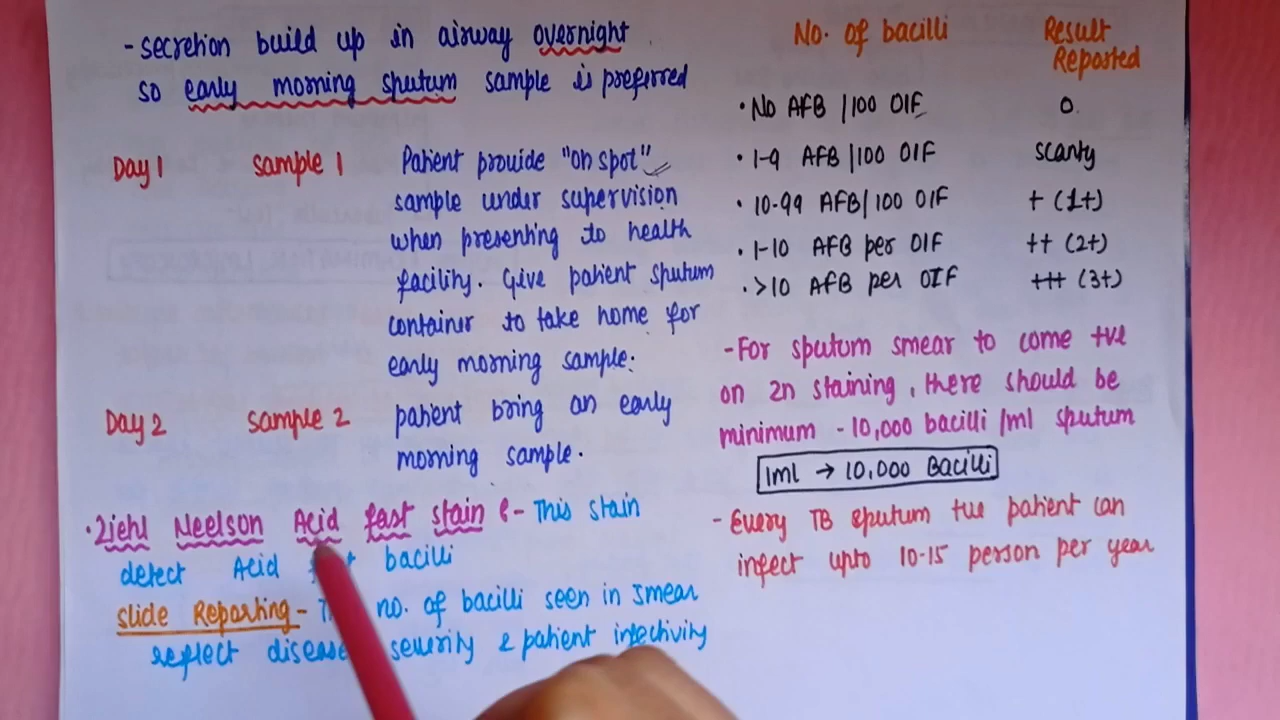 - secretion build up in airway overnight
so early morning sputum sample is preferred
Day 1 sample 1 Patient provide "on spot"
sample under supervision
when presenting to health
facility. Give patient sputum
container to take home for
early morning sample.
Day 2 sample 2 patient bring an early
morning sample.
• Ziehl Neelson Acid fast stain :- This stain
detect Acid bacilli
slide Reporting - no. of bacilli seen in smear
reflect disease severity & patient infectivity
No. of bacilli Result Reported
• No AFB /100 OIF 0
• 1-9 AFB /100 OIF scanty
• 10-99 AFB/100 OIF + (1+)
• 1-10 AFB per OIF ++ (2+)
• >10 AFB per OIF +++ (3+)
- For sputum smear to come +ve
on zn staining, there should be
minimum - 10,000 bacilli /ml sputum
1ml → 10,000 Bacilli
- Every TB sputum +ve patient can
infect upto 10-15 person per year